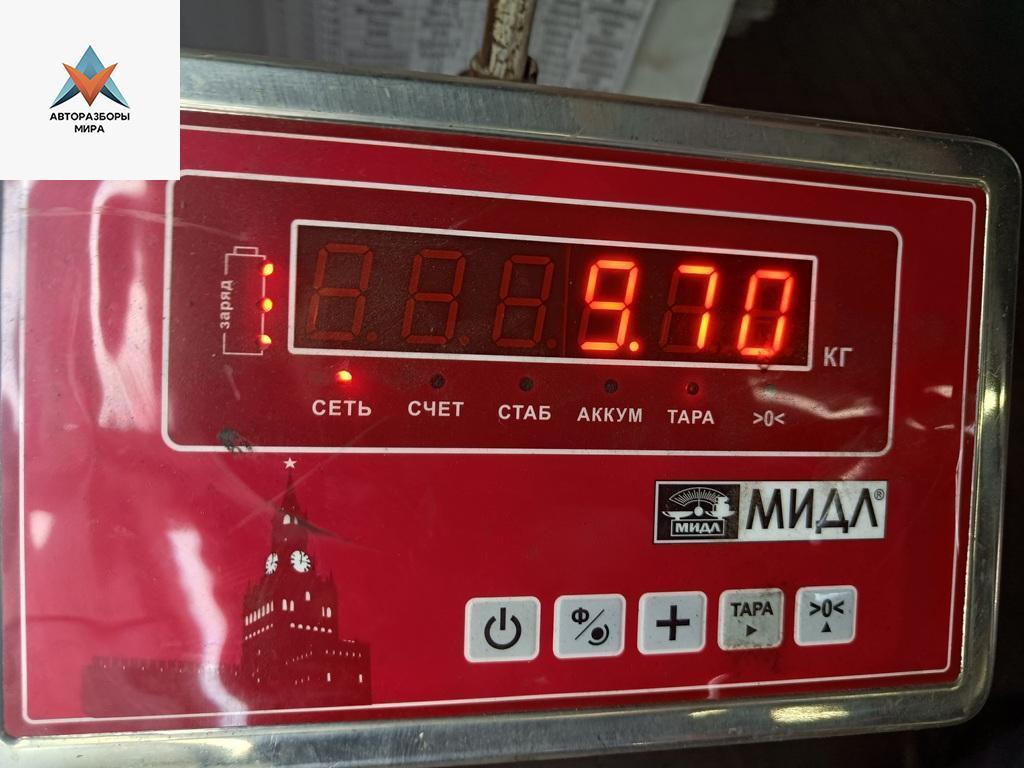 АВТОРАЗБОРЫ
МИРА
заряд
9.70
КГ
СЕТЬ СЧЕТ СТАБ АККУМ ТАРА >0<
МИДЛ МИДЛ®
Ф ТАРА >0<